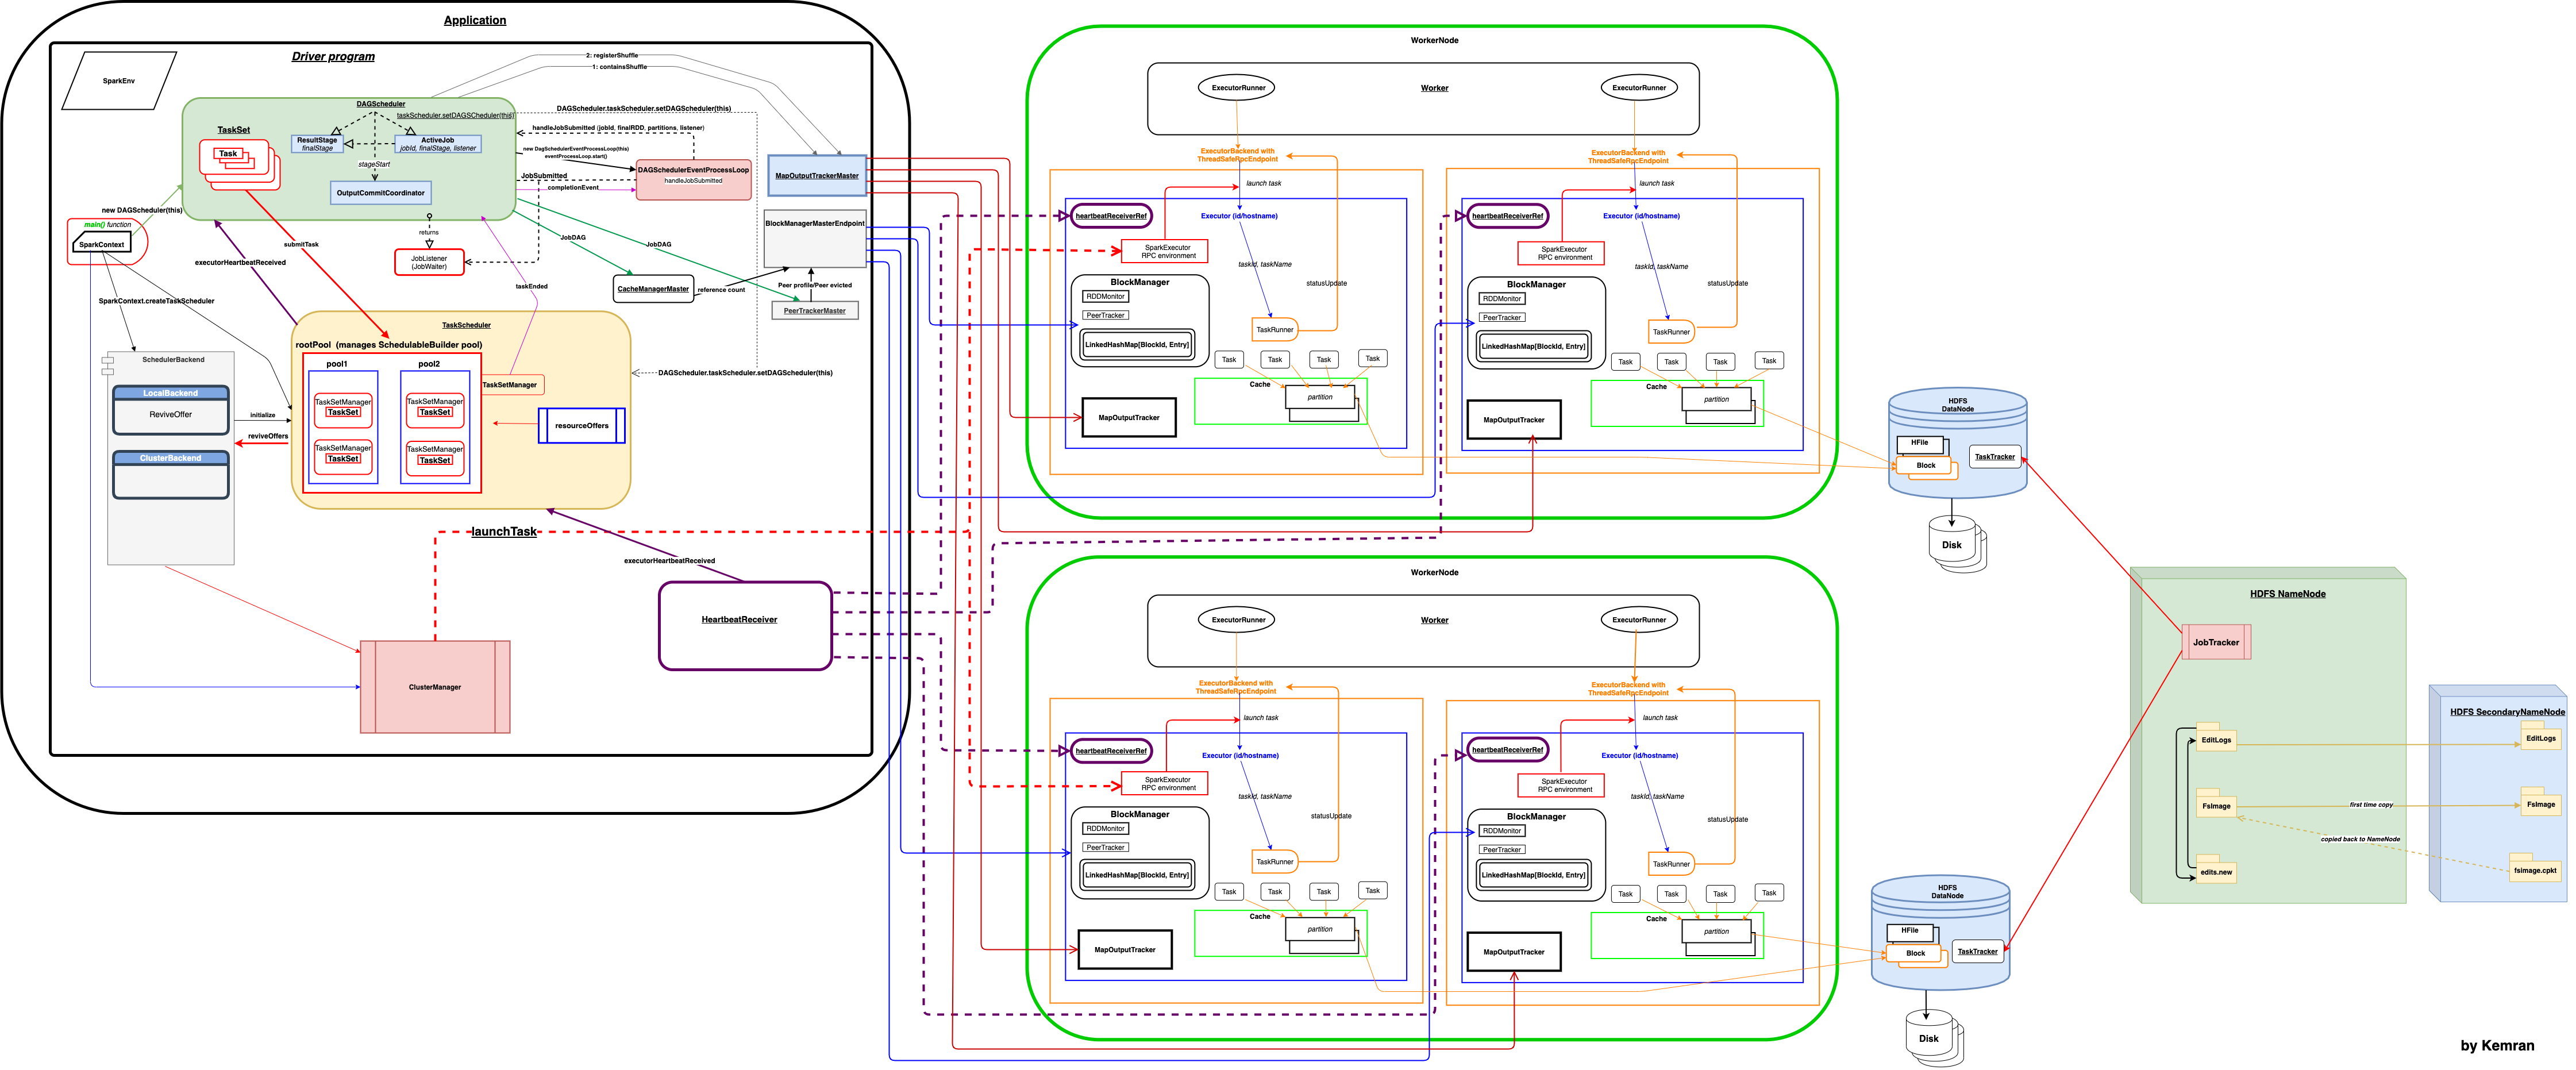 Application
Driver program
SparkEnv
2: registerShuffle
1: containsShuffle
DAGScheduler
DAGScheduler.taskScheduler.setDAGScheduler(this)
taskScheduler.setDAGSCheduler(this)
TaskSet
Task
ResultStage
finalStage
ActiveJob
jobId, finalStage, listener
stageStart
OutputCommitCoordinator
handleJobSubmitted (jobId, finalRDD, partitions, listener)
new DagSchedulerEventProcessLoop(this)
eventProcessLoop.start()
JobSubmitted
completionEvent
DAGSchedulerEventProcessLoop
handleJobSubmitted
MapOutputTrackerMaster
BlockManagerMasterEndpoint
new DAGScheduler(this)
main() function
SparkContext
submitTask
returns
JobListener
(JobWaiter)
JobDAG
JobDAG
executorHeartbeatReceived
taskEnded
CacheManagerMaster
reference count
Peer profile/Peer evicted
PeerTrackerMaster
SparkContext.createTaskScheduler
TaskScheduler
rootPool (manages SchedulableBuilder pool)
pool1
pool2
TaskSetManager
TaskSet
TaskSetManager
TaskSet
TaskSetManager
TaskSet
TaskSetManager
TaskSet
TaskSetManager
DAGScheduler.taskScheduler.setDAGScheduler(this)
resourceOffers
SchedulerBackend
LocalBackend
ReviveOffer
ClusterBackend
initialize
reviveOffers
launchTask
executorHeartbeatReceived
HeartbeatReceiver
ClusterManager
WorkerNode
Worker
ExecutorRunner
ExecutorRunner
ExecutorBackend with
ThreadSafeRpcEndpoint
launch task
heartbeatReceiverRef
Executor (id/hostname)
SparkExecutor
RPC environment
taskId, taskName
statusUpdate
BlockManager
RDDMonitor
PeerTracker
LinkedHashMap[BlockId, Entry]
TaskRunner
Task
Task
Task
Task
Cache
partition
MapOutputTracker
ExecutorBackend with
ThreadSafeRpcEndpoint
launch task
heartbeatReceiverRef
Executor (id/hostname)
SparkExecutor
RPC environment
taskId, taskName
statusUpdate
BlockManager
RDDMonitor
PeerTracker
LinkedHashMap[BlockId, Entry]
TaskRunner
Task
Task
Task
Task
Cache
partition
MapOutputTracker
WorkerNode
Worker
ExecutorRunner
ExecutorRunner
ExecutorBackend with
ThreadSafeRpcEndpoint
launch task
heartbeatReceiverRef
Executor (id/hostname)
SparkExecutor
RPC environment
taskId, taskName
statusUpdate
BlockManager
RDDMonitor
PeerTracker
LinkedHashMap[BlockId, Entry]
TaskRunner
Task
Task
Task
Task
Cache
partition
MapOutputTracker
ExecutorBackend with
ThreadSafeRpcEndpoint
launch task
heartbeatReceiverRef
Executor (id/hostname)
SparkExecutor
RPC environment
taskId, taskName
statusUpdate
BlockManager
RDDMonitor
PeerTracker
LinkedHashMap[BlockId, Entry]
TaskRunner
Task
Task
Task
Task
Cache
partition
MapOutputTracker
HDFS
DataNode
HFile
Block
TaskTracker
Disk
HDFS
DataNode
HFile
Block
TaskTracker
Disk
HDFS NameNode
JobTracker
EditLogs
FsImage
edits.new
first time copy
copied back to NameNode
HDFS SecondaryNameNode
EditLogs
FsImage
fsimage.cpkt
by Kemran